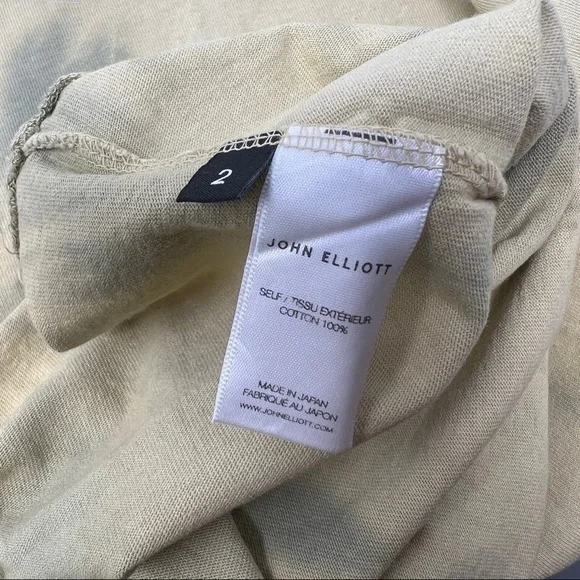 2
JOHN ELLIOTT
SELF / TISSU EXTÉRIEUR
COTTON 100%
MADE IN JAPAN
FABRIQUÉ AU JAPON
WWW.JOHNELLIOTT.COM